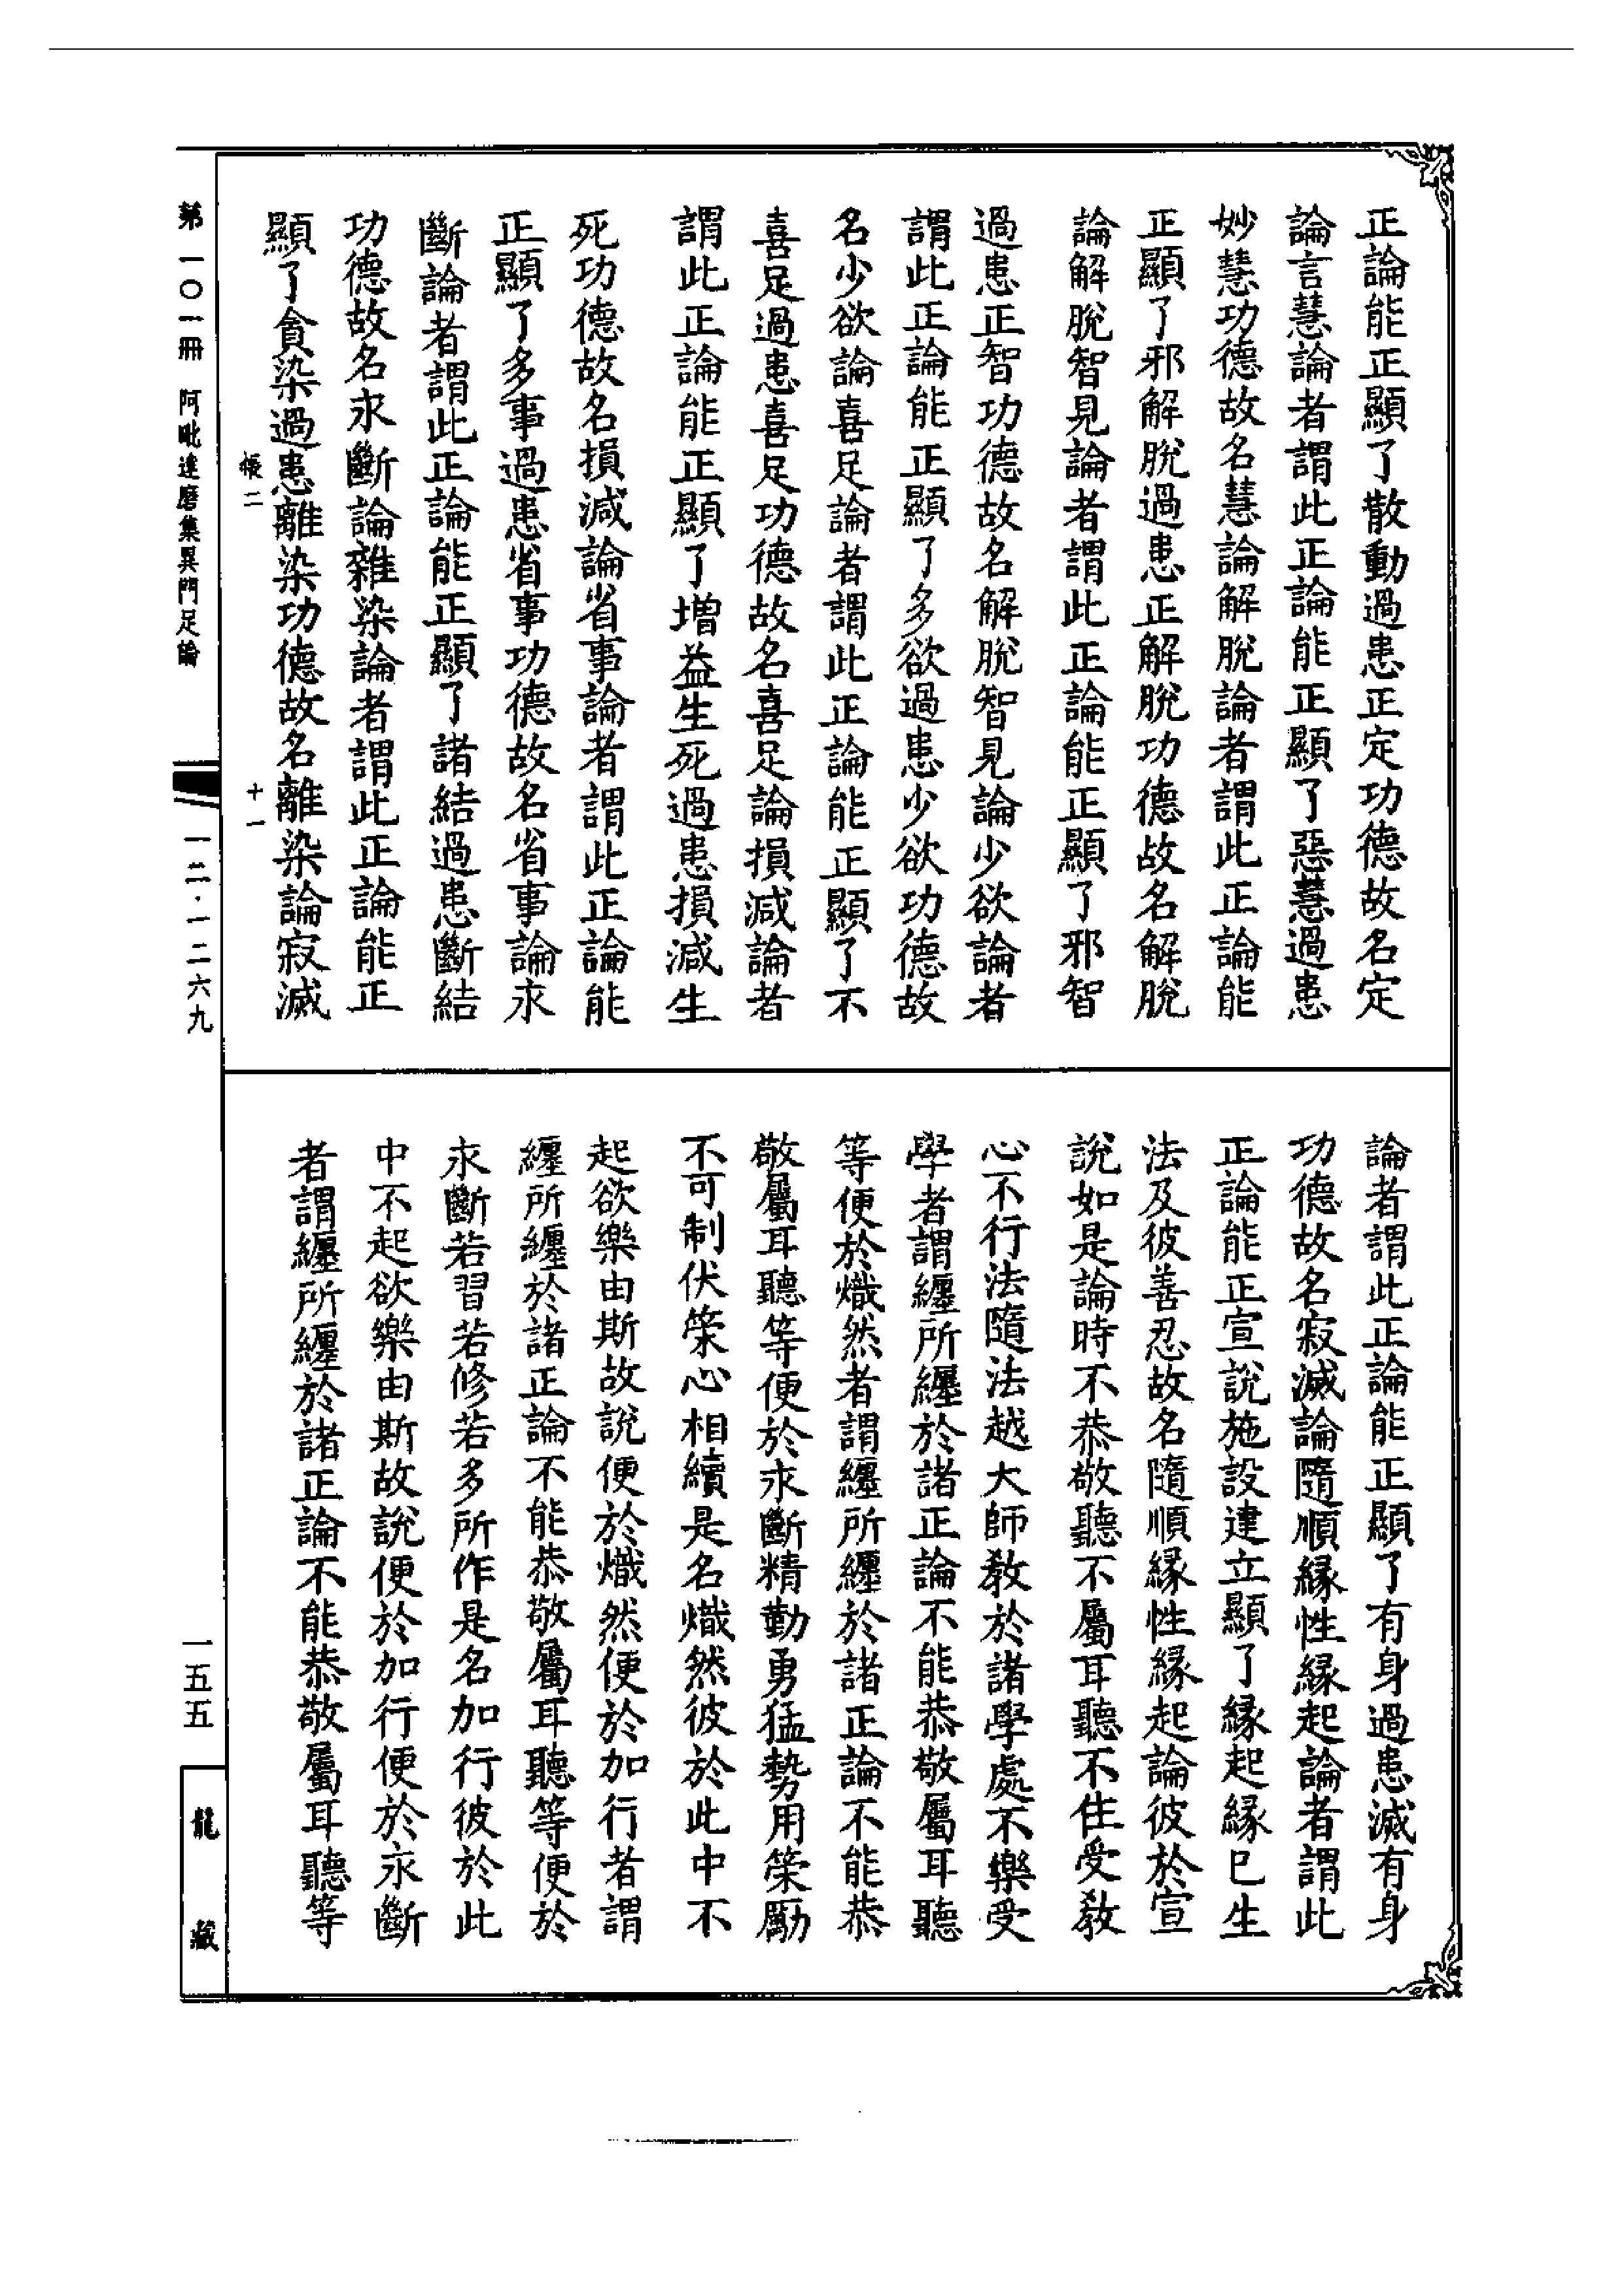 正論能正顯了散動過患正定功德故名定
論言慧論者謂此正論能正顯了惡慧過患
妙慧功德故名慧論解脫論者謂此正論能
正顯了邪解脫過患正解脫功德故名解脫
論解脫智見論者謂此正論能正顯了邪智
過患正智功德故名解脫智見論少欲論者
謂此正論能正顯了多欲過患少欲功德故
名少欲論喜足論者謂此正論能正顯了不
喜足過患喜足功德故名喜足論損減論者
謂此正論能正顯了增益生死過患損減生
死功德故名損減論省事論者謂此正論能
正顯了多事過患省事功德故名省事論永
斷論者謂此正論能正顯了諸結過患斷結
功德故名永斷論雜染論者謂此正論能正
顯了貪染過患離染功德故名離染論寂滅
論者謂此正論能正顯了有身過患滅有身
功德故名寂滅論隨順緣性緣起論者謂此
正論能正宣說施設建立顯了緣起緣已生
法及彼善忍故名隨順緣性緣起論彼於宣
說如是論時不恭敬聽不屬耳聽不住受教
心不行法隨法越大師教於諸學處不樂受
學者謂纏所纏於諸正論不能恭敬屬耳聽
等便於熾然者謂纏所纏於諸正論不能恭
敬屬耳聽等便於永斷精勤勇猛勢用策勵
不可制伏策心相續是名熾然彼於此中不
起欲樂由斯故說便於熾然便於加行者謂
纏所纏於諸正論不能恭敬屬耳聽等便於
永斷若習若修若多所作是名加行彼於此
中不起欲樂由斯故說便於加行便於永斷
者謂纏所纏於諸正論不能恭敬屬耳聽等
帳二 十一
第一〇一冊 阿毗達磨集異門足論
一二·一二六九
一五五
龍藏